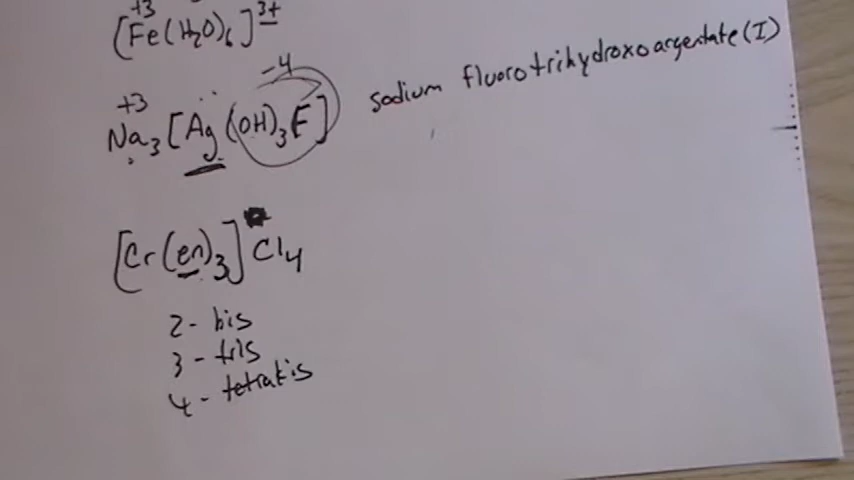 +3
[Fe(H₂O)₆]³⁺
-4
+3
Na₃[Ag(OH)₃F] sodium fluorotrihydroxoargentate(I)
[Cr(en)₃]Cl₄
2- bis
3 - tris
4 - tetrakis